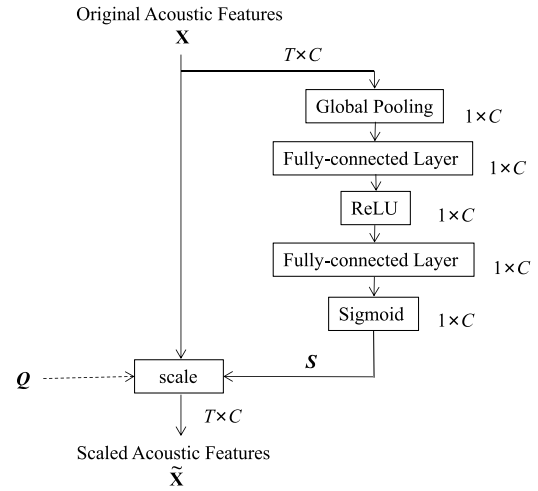 Original Acoustic Features
X
T×C
Global Pooling
1×C
Fully-connected Layer
1×C
ReLU
1×C
Fully-connected Layer
1×C
Sigmoid
1×C
S
Q
scale
T×C
Scaled Acoustic Features
X̃